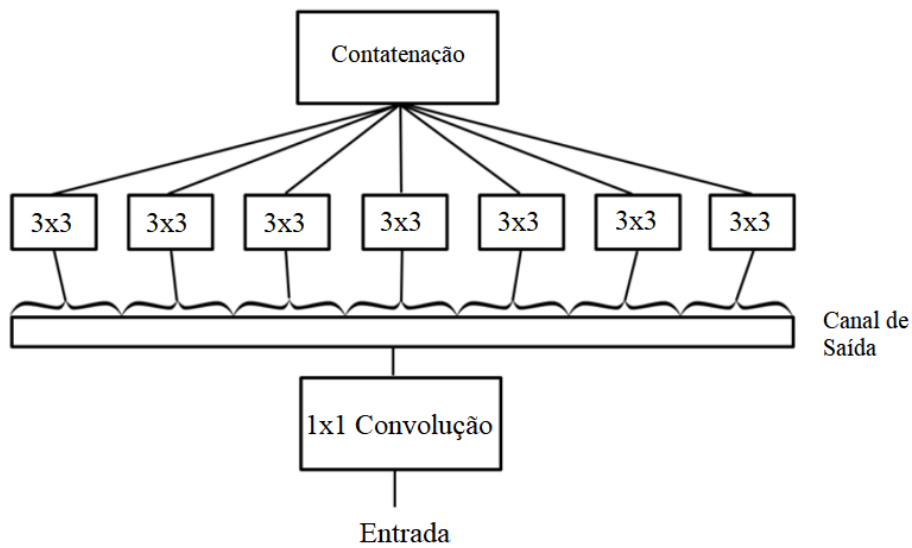 Contatenação
3x3 3x3 3x3 3x3 3x3 3x3 3x3
Canal de
Saída
1x1 Convolução
Entrada